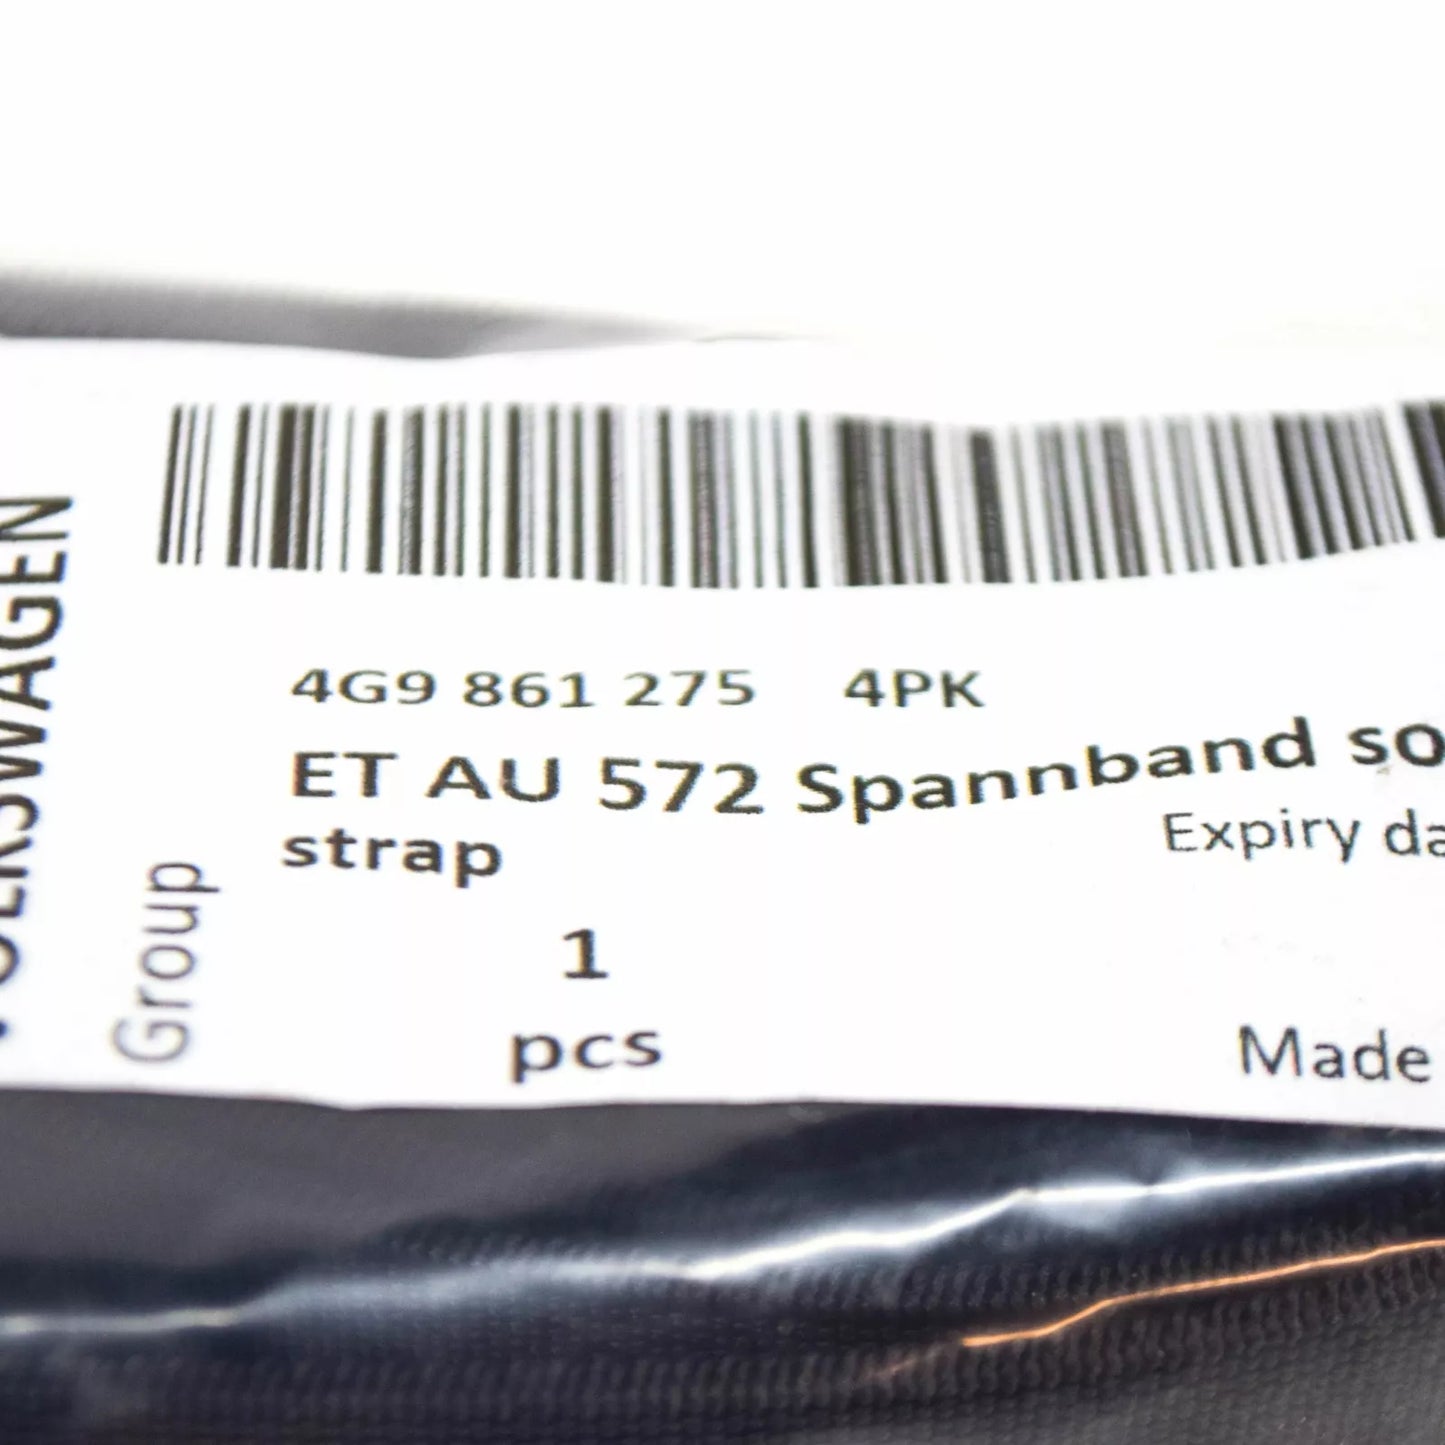 VOLKSWAGEN
Group
4G9 861 275 4PK
ET AU 572 Spannband so
strap
Expiry da
1
pcs
Made